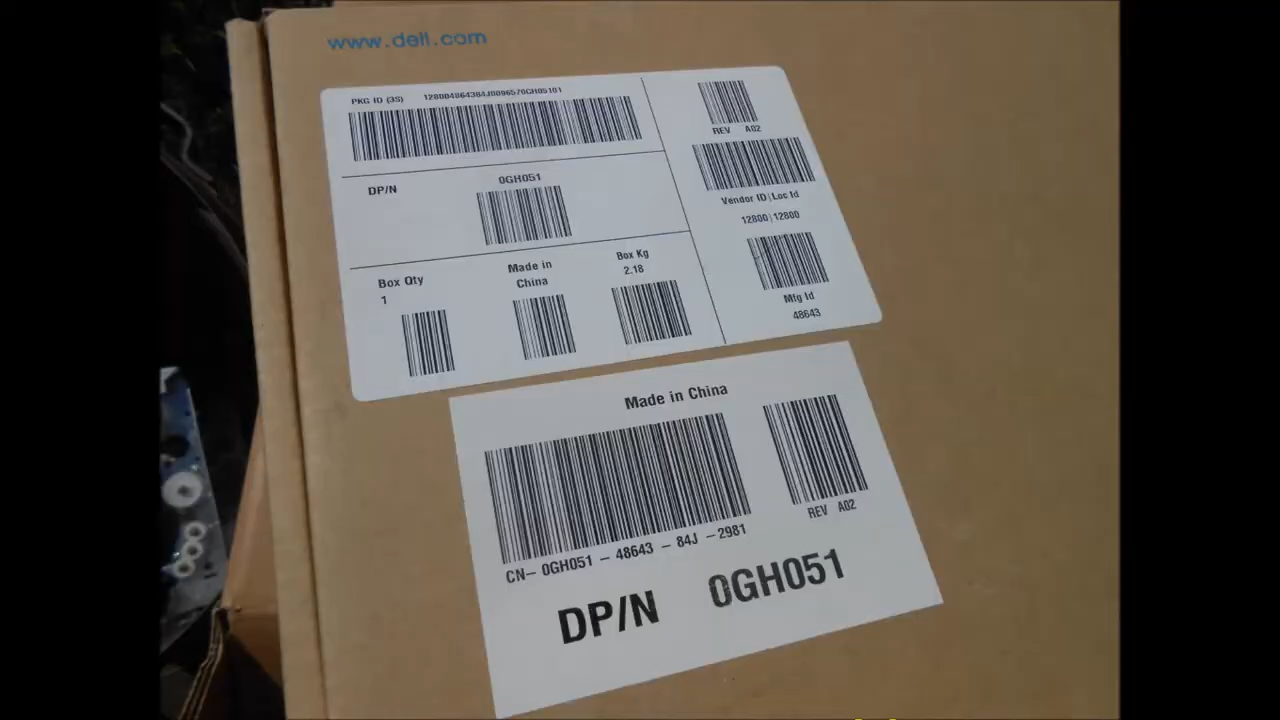 www.dell.com
PKG ID (3S) 128004864384J0096570GH05101
DP/N 0GH051
Box Qty
1
Made in
China
Box Kg
2.18
REV A02
Vendor ID|Loc Id
12800|12800
Mfg Id
48643
Made in China
CN- 0GH051 - 48643 - 84J - 2981
REV A02
DP/N 0GH051